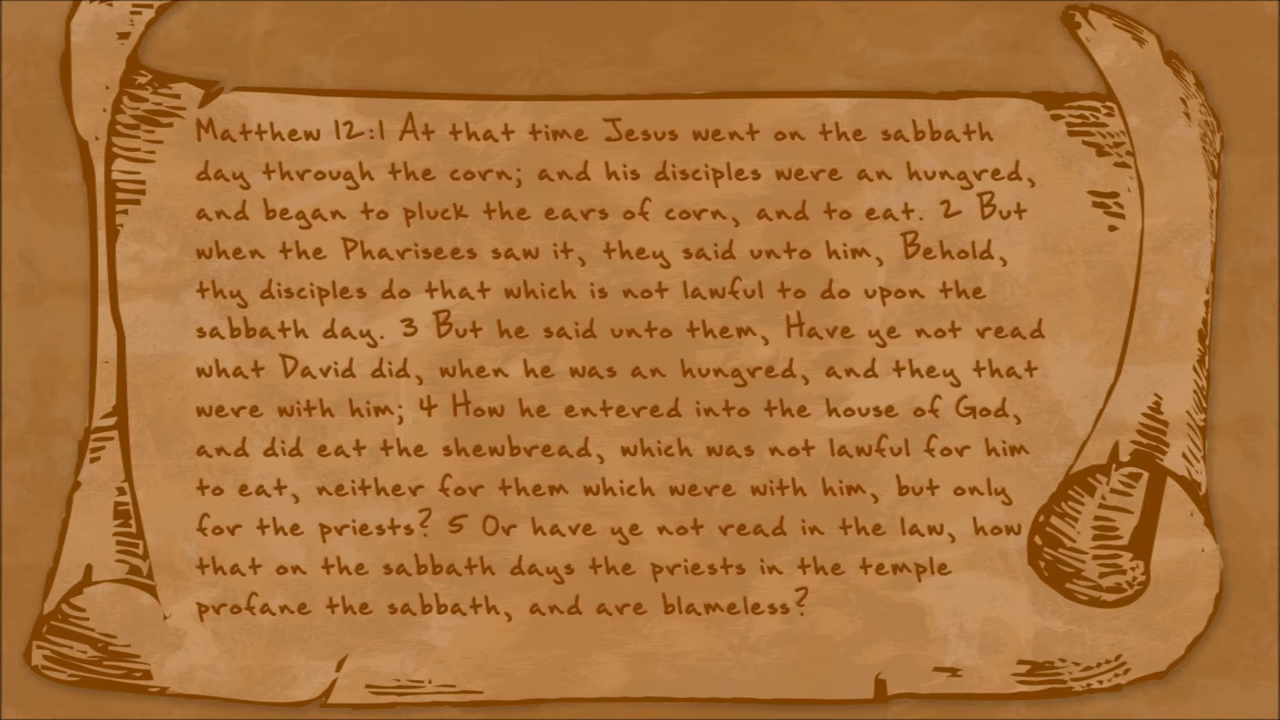 Matthew 12:1 At that time Jesus went on the sabbath
day through the corn; and his disciples were an hungred,
and began to pluck the ears of corn, and to eat. 2 But
when the Pharisees saw it, they said unto him, Behold,
thy disciples do that which is not lawful to do upon the
sabbath day. 3 But he said unto them, Have ye not read
what David did, when he was an hungred, and they that
were with him; 4 How he entered into the house of God,
and did eat the shewbread, which was not lawful for him
to eat, neither for them which were with him, but only
for the priests? 5 Or have ye not read in the law, how
that on the sabbath days the priests in the temple
profane the sabbath, and are blameless?